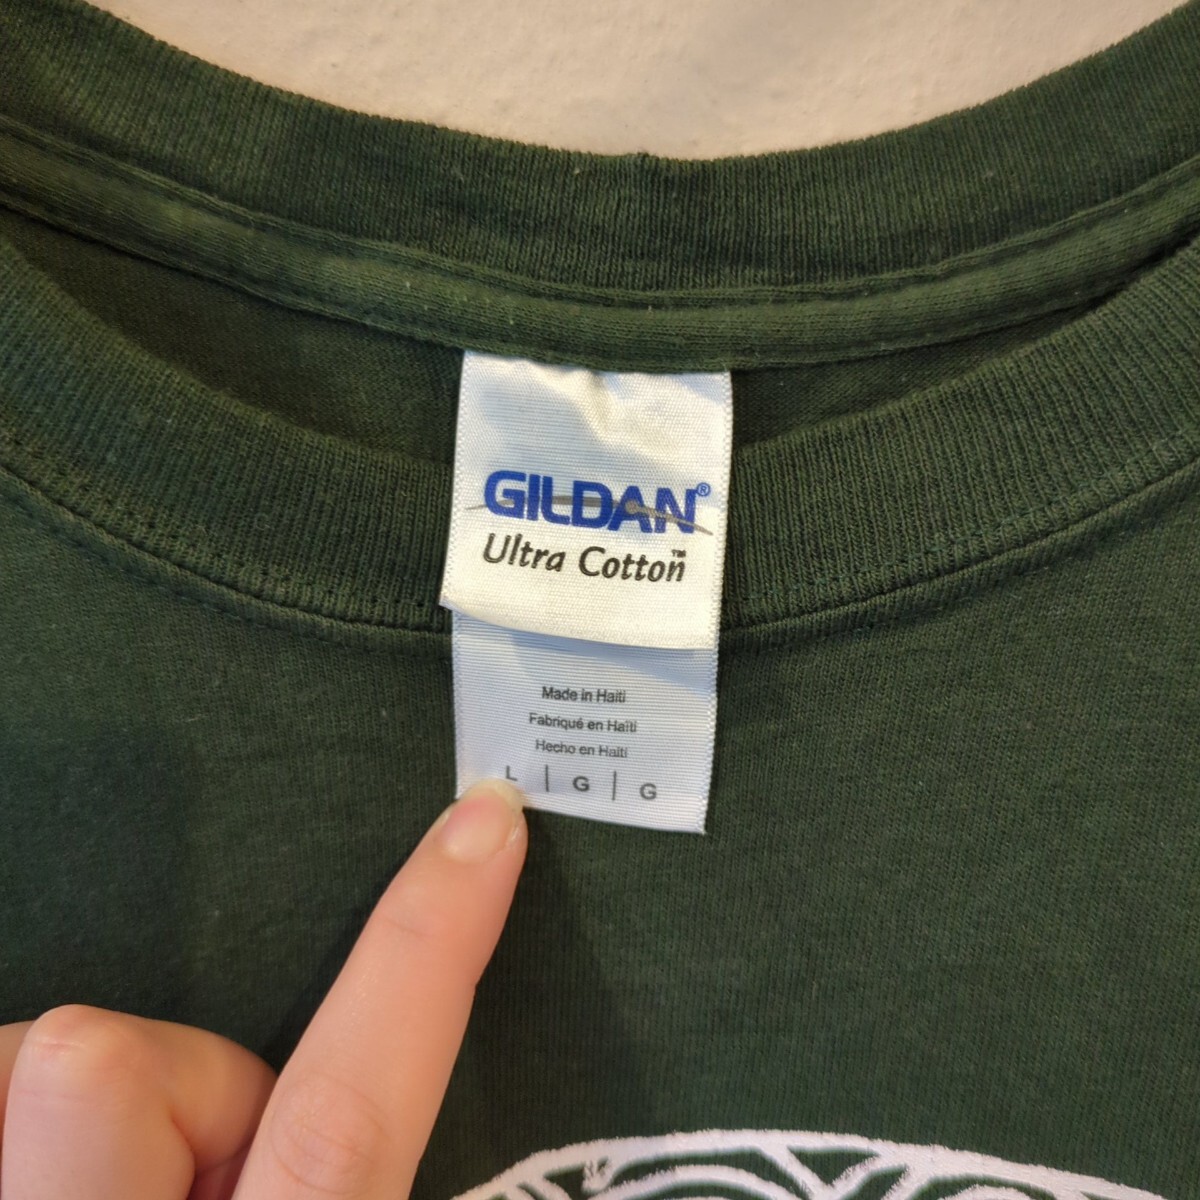 GILDAN®
Ultra Cotton™
Made in Haiti
Fabriqué en Haïti
Hecho en Haití
L | G | G